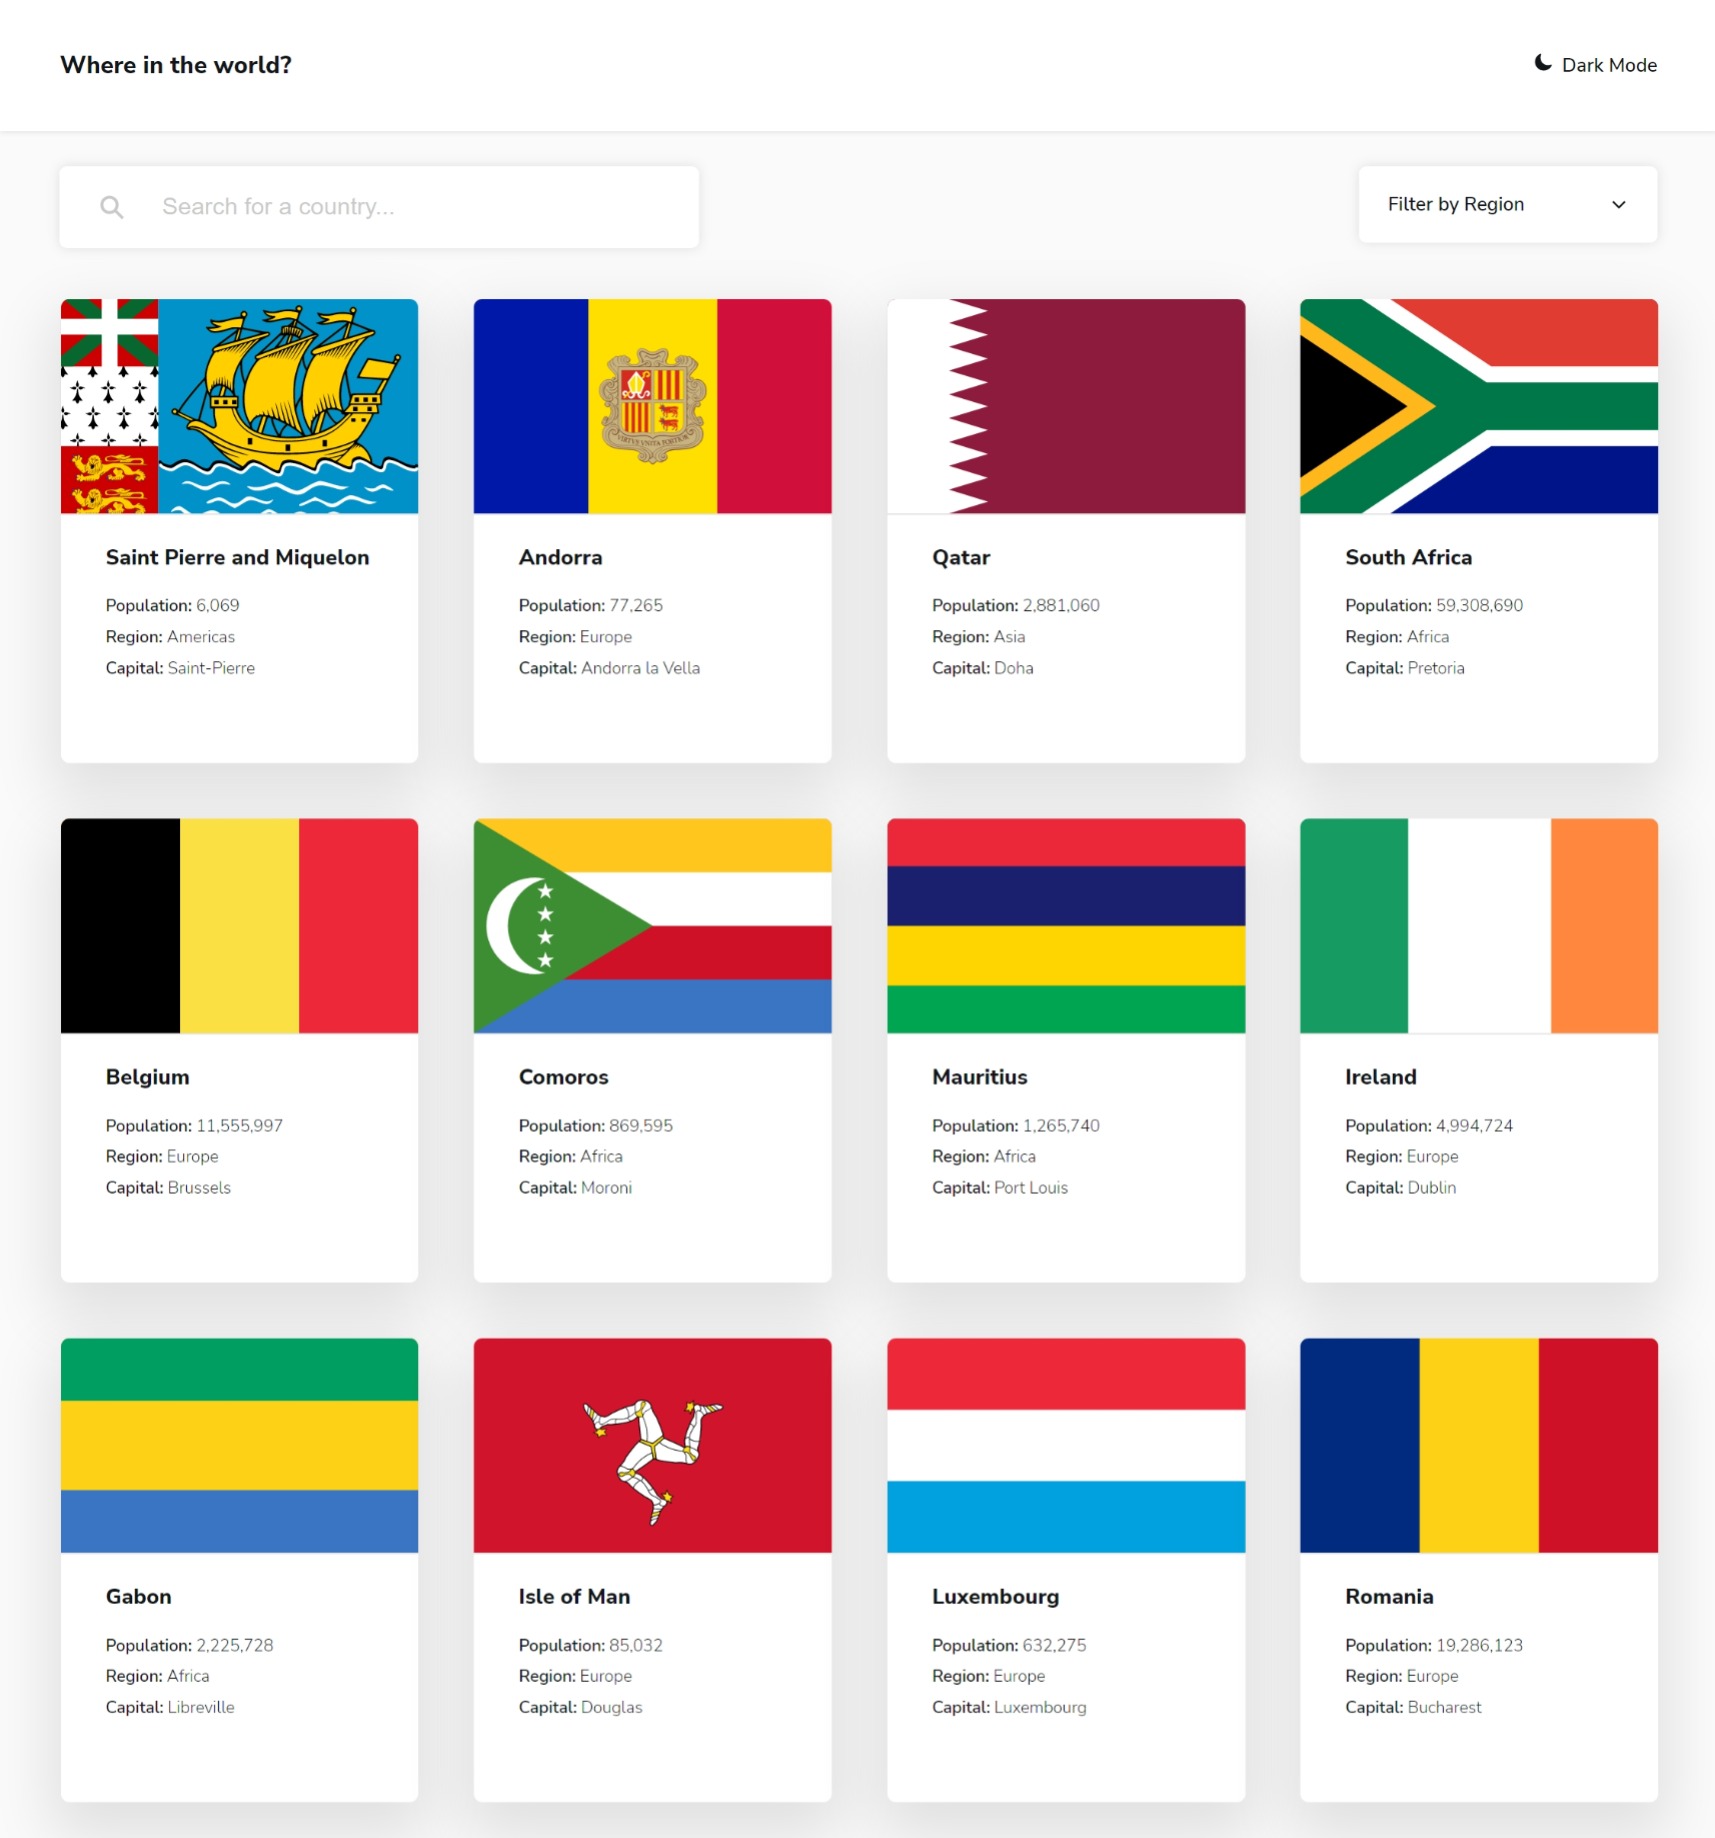 Where in the world?
Dark Mode
Search for a country...
Filter by Region
Saint Pierre and Miquelon
Population: 6,069
Region: Americas
Capital: Saint-Pierre
Andorra
Population: 77,265
Region: Europe
Capital: Andorra la Vella
Qatar
Population: 2,881,060
Region: Asia
Capital: Doha
South Africa
Population: 59,308,690
Region: Africa
Capital: Pretoria
Belgium
Population: 11,555,997
Region: Europe
Capital: Brussels
Comoros
Population: 869,595
Region: Africa
Capital: Moroni
Mauritius
Population: 1,265,740
Region: Africa
Capital: Port Louis
Ireland
Population: 4,994,724
Region: Europe
Capital: Dublin
Gabon
Population: 2,225,728
Region: Africa
Capital: Libreville
Isle of Man
Population: 85,032
Region: Europe
Capital: Douglas
Luxembourg
Population: 632,275
Region: Europe
Capital: Luxembourg
Romania
Population: 19,286,123
Region: Europe
Capital: Bucharest